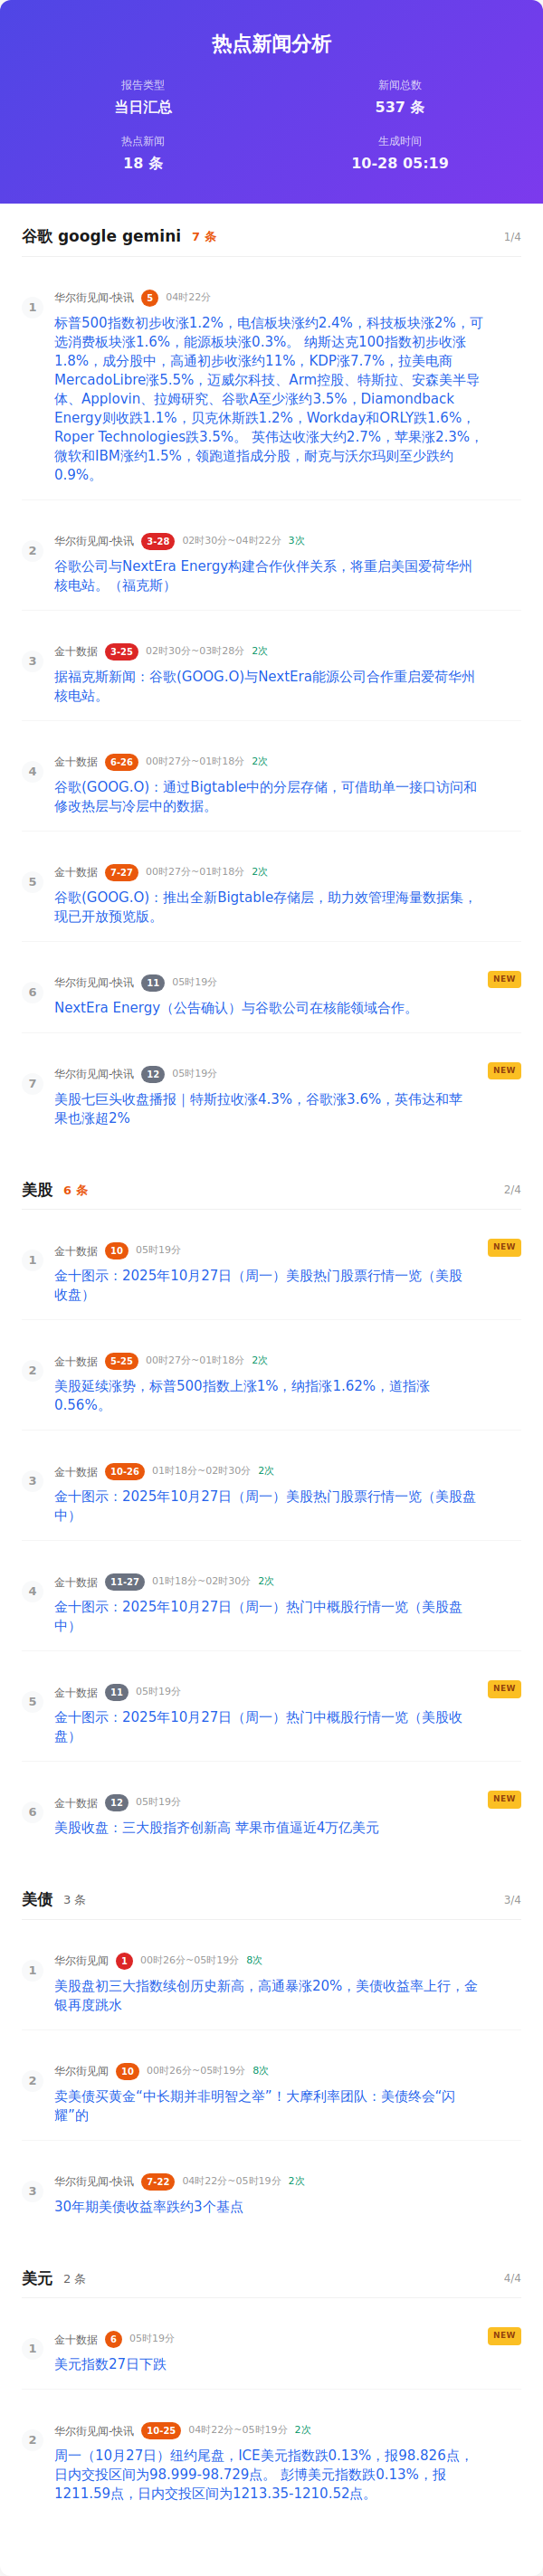 热点新闻分析
报告类型
当日汇总
新闻总数
537 条
热点新闻
18 条
生成时间
10-28 05:19
谷歌 google gemini 7 条 1/4
1
华尔街见闻-快讯 5 04时22分
标普500指数初步收涨1.2%，电信板块涨约2.4%，科技板块涨2%，可
选消费板块涨1.6%，能源板块涨0.3%。 纳斯达克100指数初步收涨
1.8%，成分股中，高通初步收涨约11%，KDP涨7.7%，拉美电商
MercadoLibre涨5.5%，迈威尔科技、Arm控股、特斯拉、安森美半导
体、Applovin、拉姆研究、谷歌A至少涨约3.5%，Diamondback
Energy则收跌1.1%，贝克休斯跌1.2%，Workday和ORLY跌1.6%，
Roper Technologies跌3.5%。 英伟达收涨大约2.7%，苹果涨2.3%，
微软和IBM涨约1.5%，领跑道指成分股，耐克与沃尔玛则至少跌约
0.9%。
2
华尔街见闻-快讯 3-28 02时30分~04时22分 3次
谷歌公司与NextEra Energy构建合作伙伴关系，将重启美国爱荷华州
核电站。（福克斯）
3
金十数据 3-25 02时30分~03时28分 2次
据福克斯新闻：谷歌(GOOG.O)与NextEra能源公司合作重启爱荷华州
核电站。
4
金十数据 6-26 00时27分~01时18分 2次
谷歌(GOOG.O)：通过Bigtable中的分层存储，可借助单一接口访问和
修改热层与冷层中的数据。
5
金十数据 7-27 00时27分~01时18分 2次
谷歌(GOOG.O)：推出全新Bigtable存储层，助力效管理海量数据集，
现已开放预览版。
6
华尔街见闻-快讯 11 05时19分 NEW
NextEra Energy（公告确认）与谷歌公司在核能领域合作。
7
华尔街见闻-快讯 12 05时19分 NEW
美股七巨头收盘播报｜特斯拉收涨4.3%，谷歌涨3.6%，英伟达和苹
果也涨超2%
美股 6 条 2/4
1
金十数据 10 05时19分 NEW
金十图示：2025年10月27日（周一）美股热门股票行情一览（美股
收盘）
2
金十数据 5-25 00时27分~01时18分 2次
美股延续涨势，标普500指数上涨1%，纳指涨1.62%，道指涨
0.56%。
3
金十数据 10-26 01时18分~02时30分 2次
金十图示：2025年10月27日（周一）美股热门股票行情一览（美股盘
中）
4
金十数据 11-27 01时18分~02时30分 2次
金十图示：2025年10月27日（周一）热门中概股行情一览（美股盘
中）
5
金十数据 11 05时19分 NEW
金十图示：2025年10月27日（周一）热门中概股行情一览（美股收
盘）
6
金十数据 12 05时19分 NEW
美股收盘：三大股指齐创新高 苹果市值逼近4万亿美元
美债 3 条 3/4
1
华尔街见闻 1 00时26分~05时19分 8次
美股盘初三大指数续创历史新高，高通暴涨20%，美债收益率上行，金
银再度跳水
2
华尔街见闻 10 00时26分~05时19分 8次
卖美债买黄金“中长期并非明智之举”！大摩利率团队：美债终会“闪
耀”的
3
华尔街见闻-快讯 7-22 04时22分~05时19分 2次
30年期美债收益率跌约3个基点
美元 2 条 4/4
1
金十数据 6 05时19分 NEW
美元指数27日下跌
2
华尔街见闻-快讯 10-25 04时22分~05时19分 2次
周一（10月27日）纽约尾盘，ICE美元指数跌0.13%，报98.826点，
日内交投区间为98.999-98.729点。 彭博美元指数跌0.13%，报
1211.59点，日内交投区间为1213.35-1210.52点。